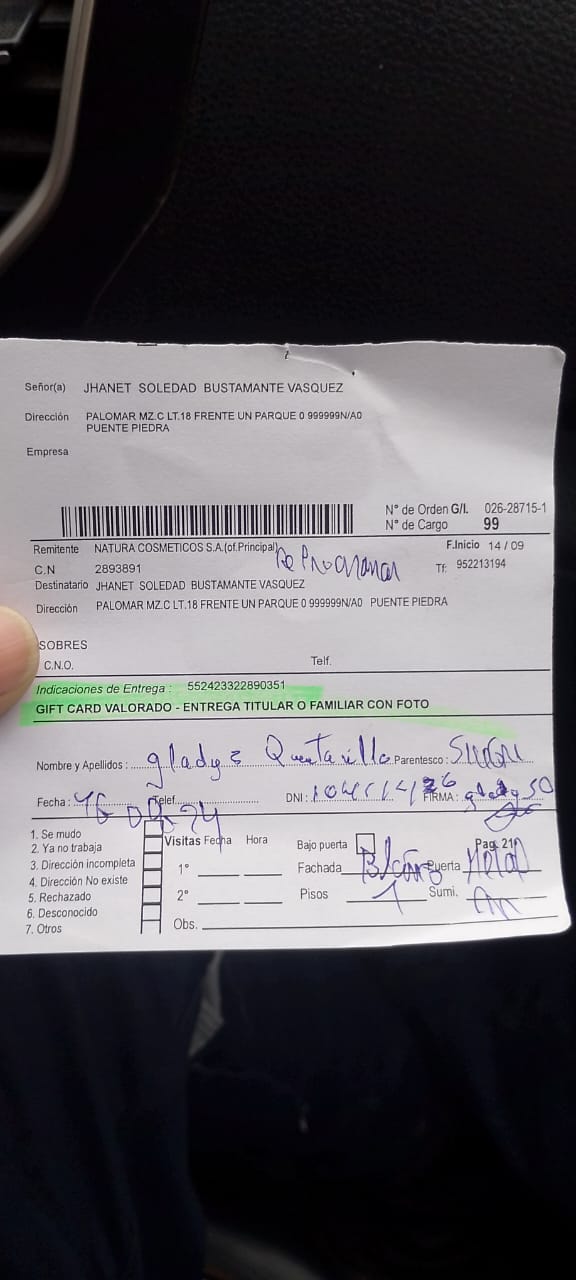 Señor(a) JHANET SOLEDAD BUSTAMANTE VASQUEZ
Dirección PALOMAR MZ.C LT.18 FRENTE UN PARQUE 0 999999N/A0
PUENTE PIEDRA
Empresa
N° de Orden G/I. 026-28715-1
N° de Cargo 99
Remitente NATURA COSMETICOS S.A.(of.Principal)
F.Inicio 14 / 09
C.N 2893891
Tf: 952213194
Destinatario JHANET SOLEDAD BUSTAMANTE VASQUEZ
Dirección PALOMAR MZ.C LT.18 FRENTE UN PARQUE 0 999999N/A0 PUENTE PIEDRA
SOBRES
C.N.O. Telf.
Indicaciones de Entrega : 552423322890351
GIFT CARD VALORADO - ENTREGA TITULAR O FAMILIAR CON FOTO
Nombre y Apellidos : gladys Parentesco :
Fecha : 16 Telef. DNI : FIRMA :
1. Se mudo
2. Ya no trabaja
3. Dirección incompleta
4. Dirección No existe
5. Rechazado
6. Desconocido
7. Otros
Visitas Fecha Hora
1°
2°
Obs.
Bajo puerta Pag. 21
Fachada Puerta Metal
Pisos 1 Sumi.